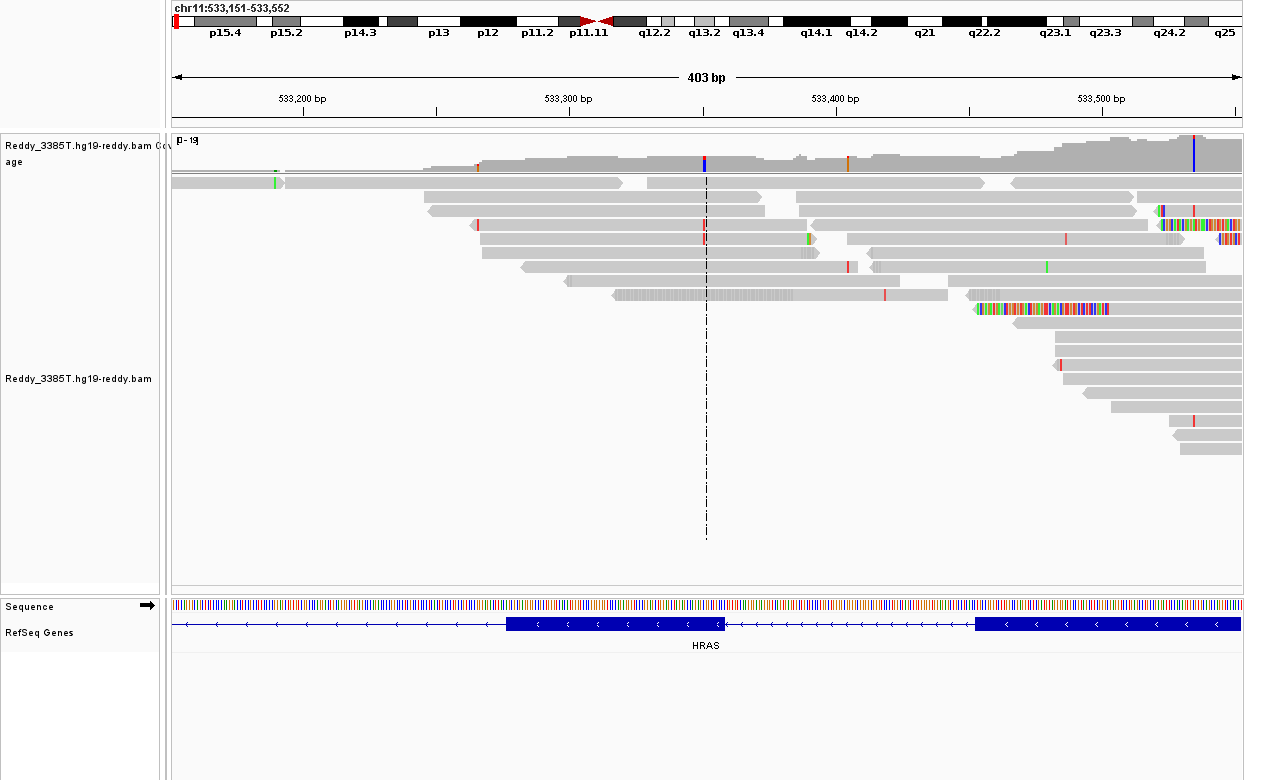 chr11:533,151-533,552
p15.4 p15.2 p14.3 p13 p12 p11.2 p11.11 q12.2 q13.2 q13.4 q14.1 q14.2 q21 q22.2 q23.1 q23.3 q24.2 q25
403 bp
533,200 bp 533,300 bp 533,400 bp 533,500 bp
Reddy_3385T.hg19-reddy.bam Cov
age
[0 - 19]
Reddy_3385T.hg19-reddy.bam
Sequence
RefSeq Genes
HRAS